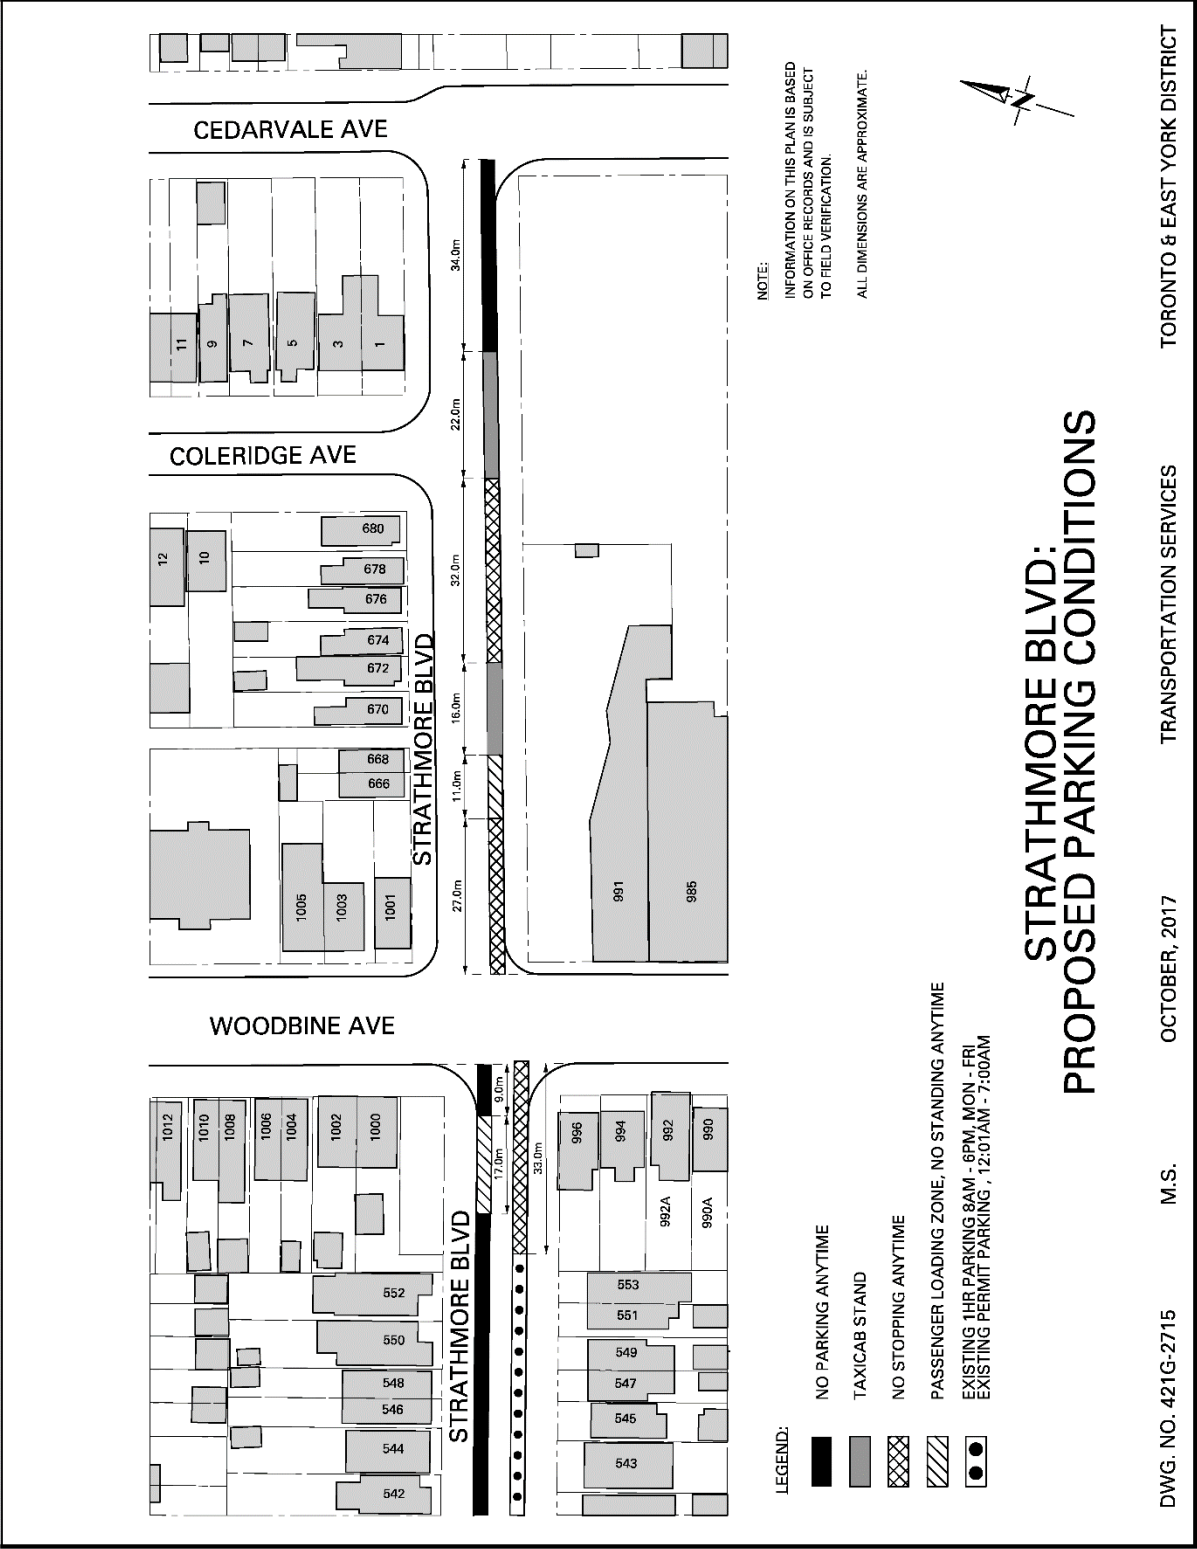 CEDARVALE AVE
11
9
7
5
3
1
34.0m
22.0m
COLERIDGE AVE
12
10
680
678
676
674
672
670
668
666
32.0m
16.0m
11.0m
27.0m
STRATHMORE BLVD
1005
1003
1001
991
985
WOODBINE AVE
1012
1010
1008
1006
1004
1002
1000
9.0m
17.0m
33.0m
996
994
992
990
992A
990A
STRATHMORE BLVD
552
550
548
546
544
542
553
551
549
547
545
543
NOTE:
INFORMATION ON THIS PLAN IS BASED
ON OFFICE RECORDS AND IS SUBJECT
TO FIELD VERIFICATION.
ALL DIMENSIONS ARE APPROXIMATE.
N
LEGEND:
NO PARKING ANYTIME
TAXICAB STAND
NO STOPPING ANYTIME
PASSENGER LOADING ZONE, NO STANDING ANYTIME
EXISTING 1HR PARKING 8AM - 6PM, MON - FRI
EXISTING PERMIT PARKING , 12:01AM - 7:00AM
STRATHMORE BLVD:
PROPOSED PARKING CONDITIONS
DWG. NO. 421G-2715
M.S.
OCTOBER, 2017
TRANSPORTATION SERVICES
TORONTO & EAST YORK DISTRICT